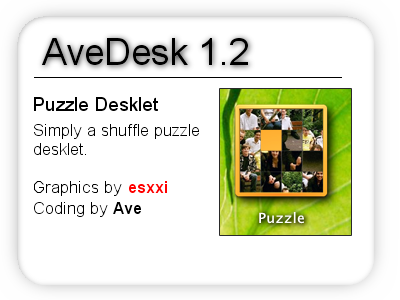 AveDesk 1.2
Puzzle Desklet
Simply a shuffle puzzle
desklet.
Graphics by esxxi
Coding by Ave
Puzzle